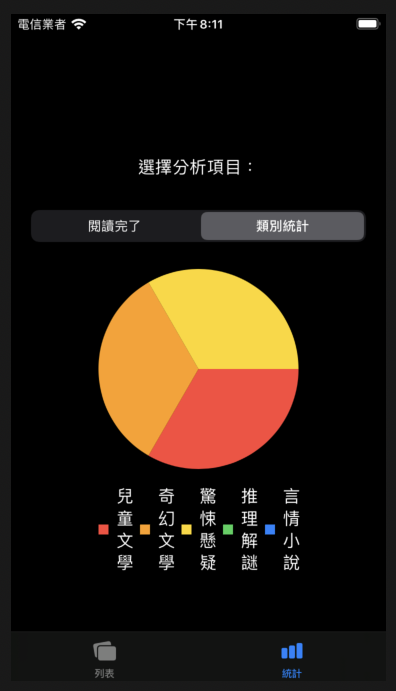 電信業者 下午8:11
選擇分析項目：
閱讀完了 類別統計
兒童文學
奇幻文學
驚悚懸疑
推理解謎
言情小說
列表 統計